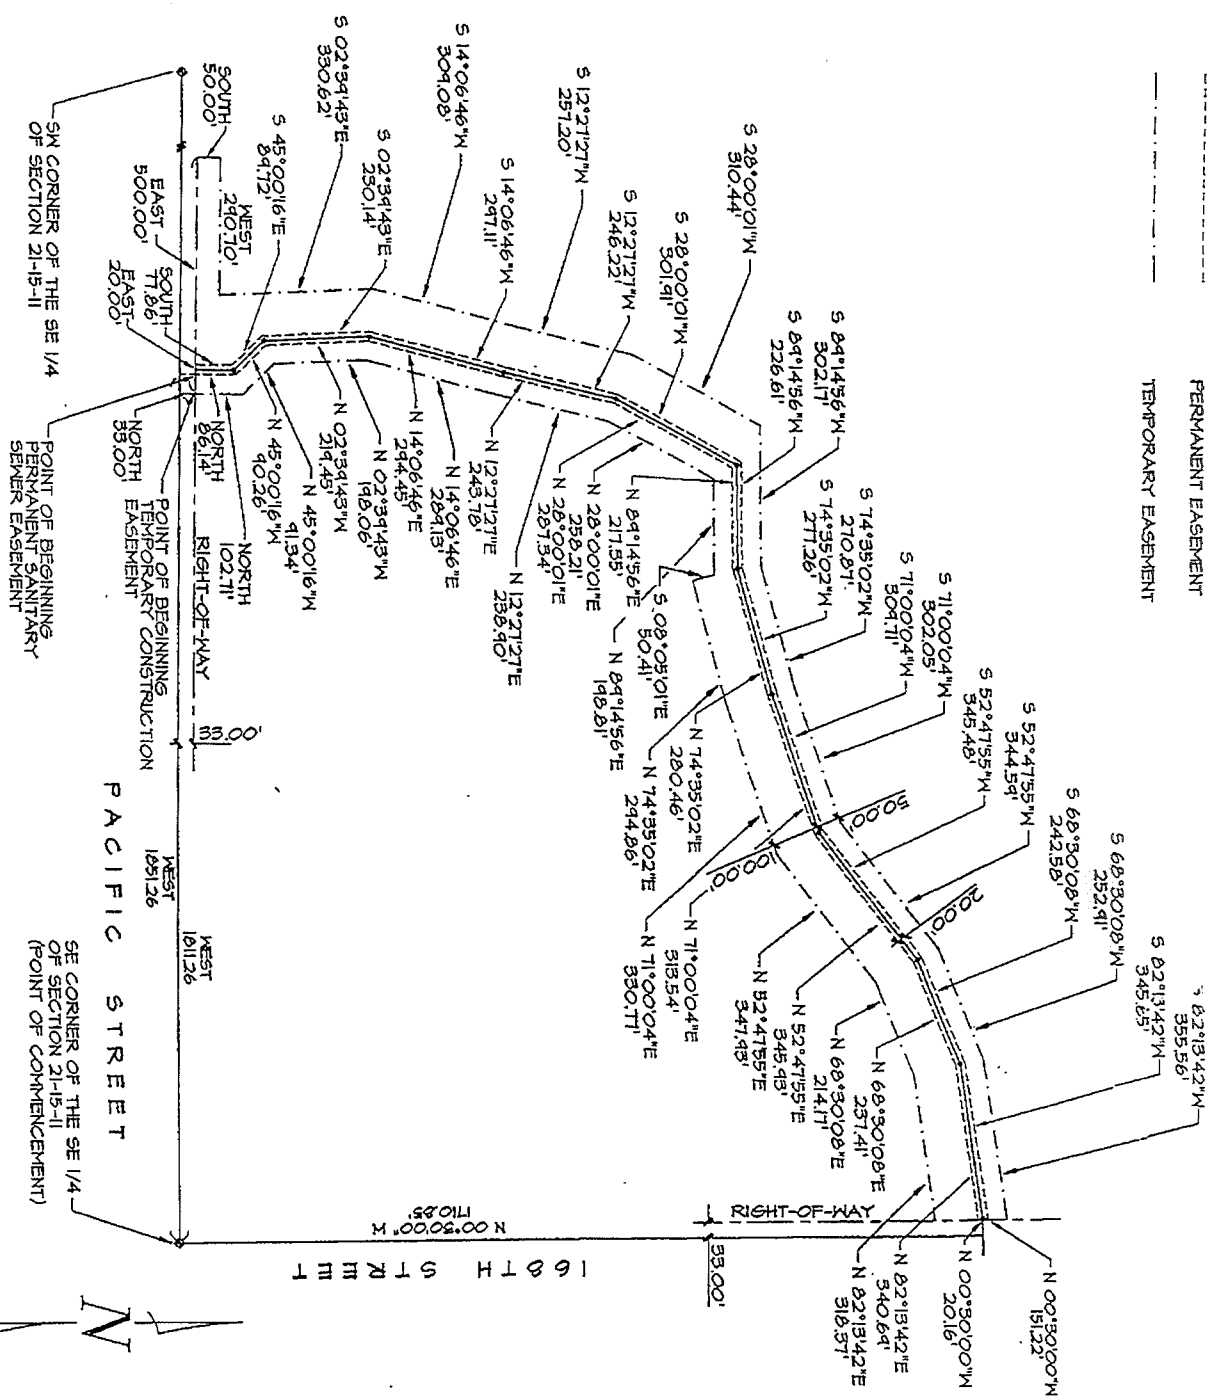 PERMANENT EASEMENT
TEMPORARY EASEMENT
S 82°13'42"W
355.56'
S 82°13'42"W
345.65'
S 68°30'08"W
252.91'
S 68°30'08"W
242.58'
S 52°47'55"W
344.59'
S 52°47'55"W
345.48'
S 71°00'04"W
302.05'
S 71°00'04"W
309.71'
S 74°35'02"W
270.87'
S 74°35'02"W
277.26'
S 89°14'56"W
302.17'
S 89°14'56"W
226.61'
S 28°00'01"W
310.44'
S 28°00'01"W
301.91'
S 12°27'27"W
246.22'
S 12°27'27"W
257.20'
S 14°06'46"W
297.11'
S 14°06'46"W
309.08'
S 02°39'43"E
230.14'
S 02°39'43"E
330.62'
S 45°00'16"E
89.72'
WEST
290.70'
SOUTH
50.00'
EAST
500.00'
SOUTH
77.86'
EAST
20.00'
SW CORNER OF THE SE 1/4
OF SECTION 21-15-11
POINT OF BEGINNING
PERMANENT SANITARY
SEWER EASEMENT
NORTH
33.00'
POINT OF BEGINNING
TEMPORARY CONSTRUCTION
EASEMENT
NORTH
86.14'
NORTH
102.71'
RIGHT-OF-WAY
N 45°00'16"W
90.26'
N 45°00'16"W
91.34'
N 02°39'43"W
219.45'
N 02°39'43"W
198.06'
N 14°06'46"E
294.45'
N 14°06'46"E
289.13'
N 12°27'27"E
243.78'
N 12°27'27"E
238.90'
N 28°00'01"E
287.34'
N 28°00'01"E
258.21'
N 89°14'56"E
217.55'
S 08°05'01"E
50.41'
N 89°14'56"E
198.81'
N 74°35'02"E
280.46'
N 74°35'02"E
294.86'
N 71°00'04"E
313.54'
N 71°00'04"E
330.77'
N 52°47'55"E
347.93'
N 52°47'55"E
345.93'
N 68°30'08"E
214.17'
N 68°30'08"E
237.41'
N 82°13'42"E
318.37'
N 82°13'42"E
340.69'
N 00°30'00"W
20.16'
N 00°30'00"W
151.22'
50.00'
100.00'
20.00'
33.00'
RIGHT-OF-WAY
33.00'
N 00°30'00" W
1710.85'
168TH STREET
WEST
1851.26
WEST
1811.26
PACIFIC STREET
SE CORNER OF THE SE 1/4
OF SECTION 21-15-11
(POINT OF COMMENCEMENT)
N